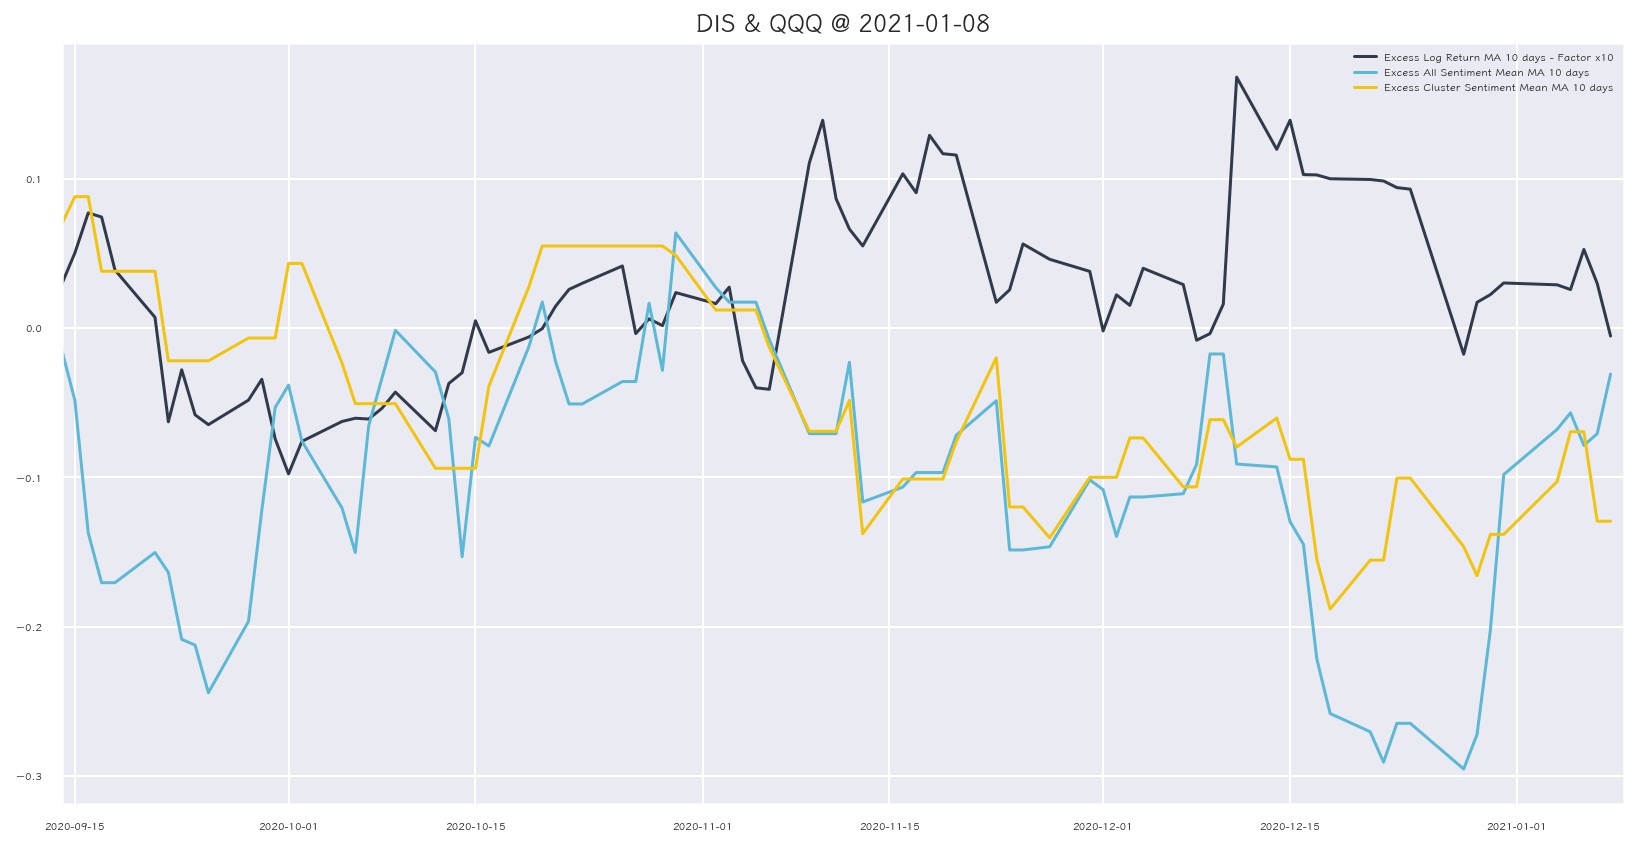 DIS & QQQ @ 2021-01-08
Excess Log Return MA 10 days - Factor x10
Excess All Sentiment Mean MA 10 days
Excess Cluster Sentiment Mean MA 10 days
0.1
0.0
−0.1
−0.2
−0.3
2020-09-15 2020-10-01 2020-10-15 2020-11-01 2020-11-15 2020-12-01 2020-12-15 2021-01-01